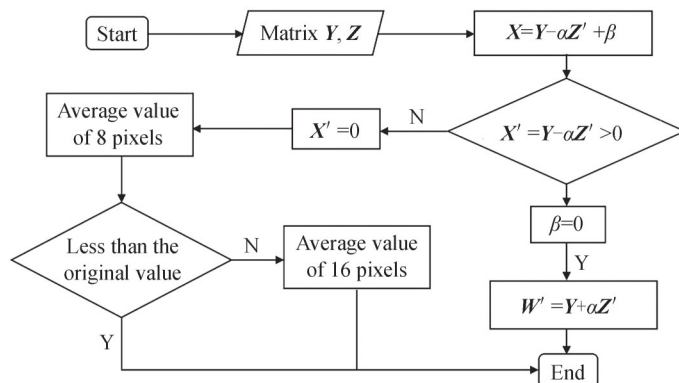 Start
Matrix Y, Z
X=Y−αZ′ +β
Average value
of 8 pixels
X′ =0
N
X′ =Y−αZ′ >0
β=0
Less than the
original value
N
Average value
of 16 pixels
Y
W′ =Y+αZ′
Y
End